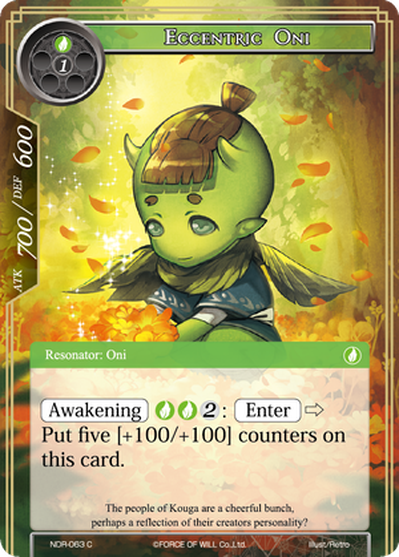 Eccentric Oni
1
ATK 700 / DEF 600
Resonator: Oni
Awakening 2 : Enter ⇨
Put five [+100/+100] counters on
this card.
The people of Kouga are a cheerful bunch,
perhaps a reflection of their creators personality?
NDR-063 C ©FORCE OF WILL Co.,Ltd. Illust/Retro